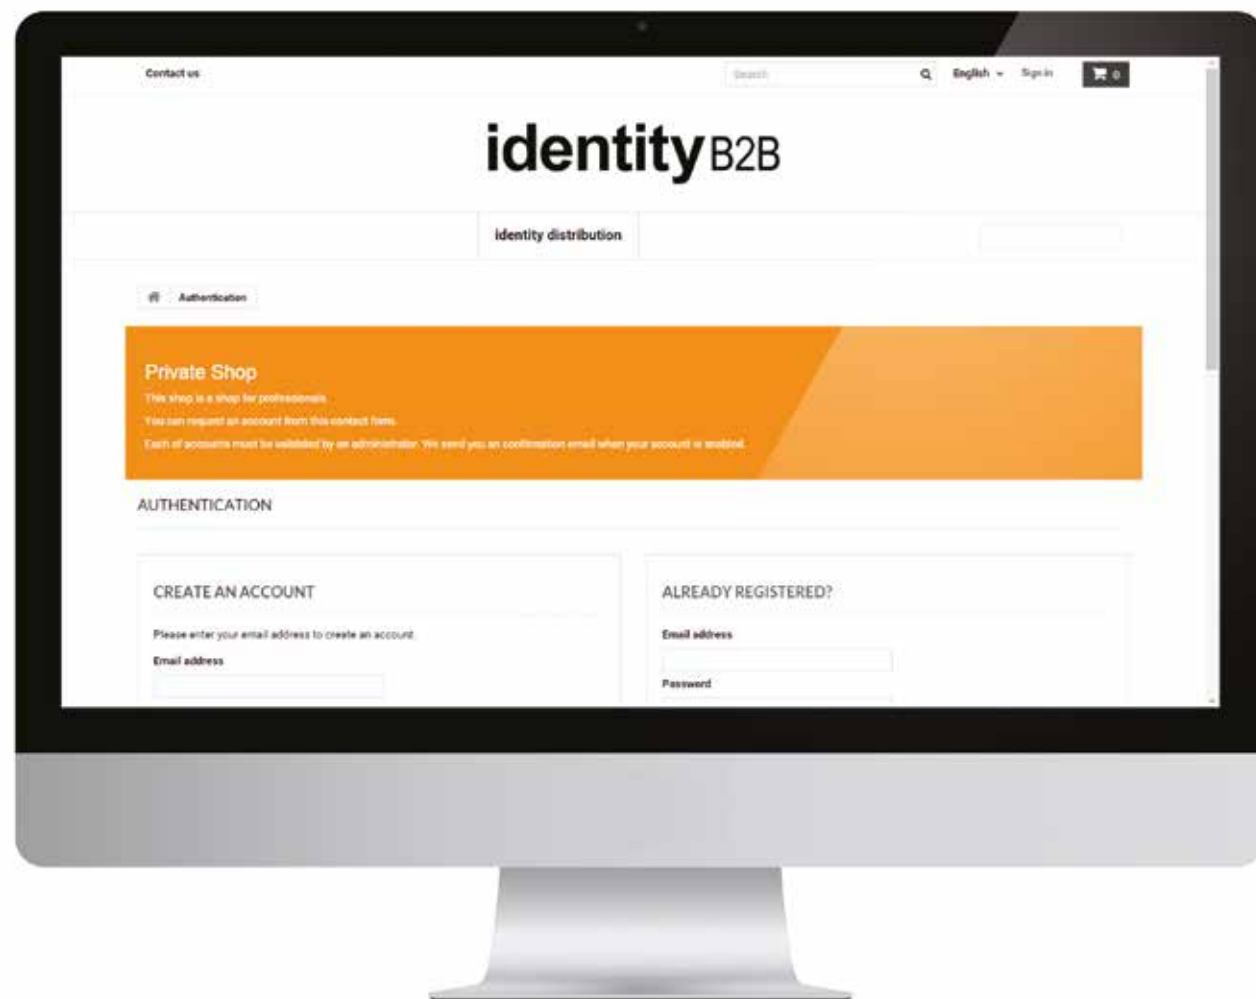 Contact us
Search
English
Sign in
0
identity B2B
identity distribution
Authentication
Private Shop
This shop is a shop for professionals.
You can request an account from this contact form.
Each of accounts must be validated by an administrator. We send you an confirmation email when your account is enabled.
AUTHENTICATION
CREATE AN ACCOUNT
Please enter your email address to create an account.
Email address
ALREADY REGISTERED?
Email address
Password